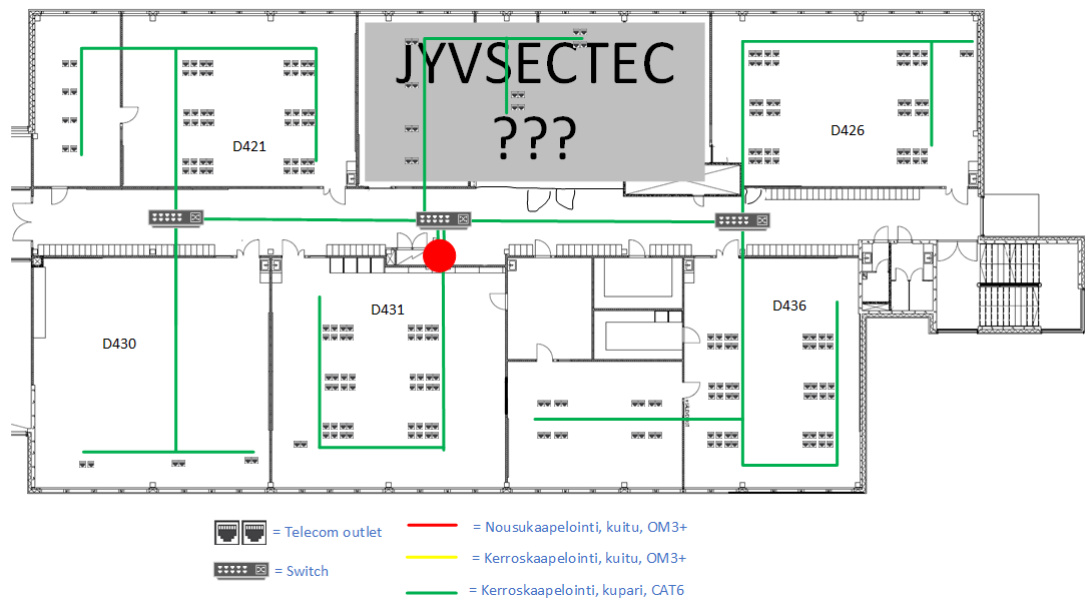 JYVSECTEC
???
D421
D426
D430
D431
D436
= Telecom outlet
= Switch
= Nousukaapelointi, kuitu, OM3+
= Kerroskaapelointi, kuitu, OM3+
= Kerroskaapelointi, kupari, CAT6